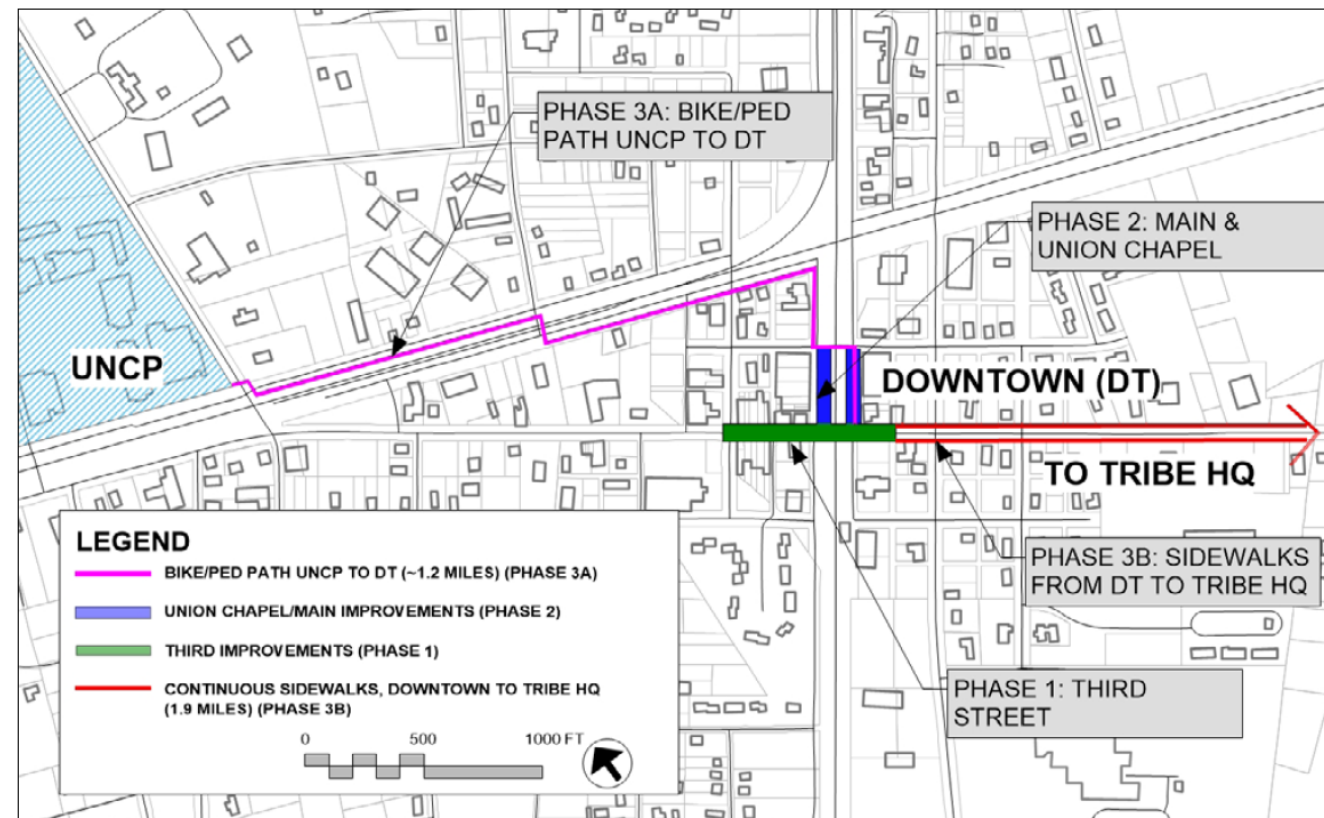 PHASE 3A: BIKE/PED
PATH UNCP TO DT
PHASE 2: MAIN &
UNION CHAPEL
UNCP
DOWNTOWN (DT)
TO TRIBE HQ
PHASE 3B: SIDEWALKS
FROM DT TO TRIBE HQ
PHASE 1: THIRD
STREET
LEGEND
BIKE/PED PATH UNCP TO DT (~1.2 MILES) (PHASE 3A)
UNION CHAPEL/MAIN IMPROVEMENTS (PHASE 2)
THIRD IMPROVEMENTS (PHASE 1)
CONTINUOUS SIDEWALKS, DOWNTOWN TO TRIBE HQ
(1.9 MILES) (PHASE 3B)
0 500 1000 FT